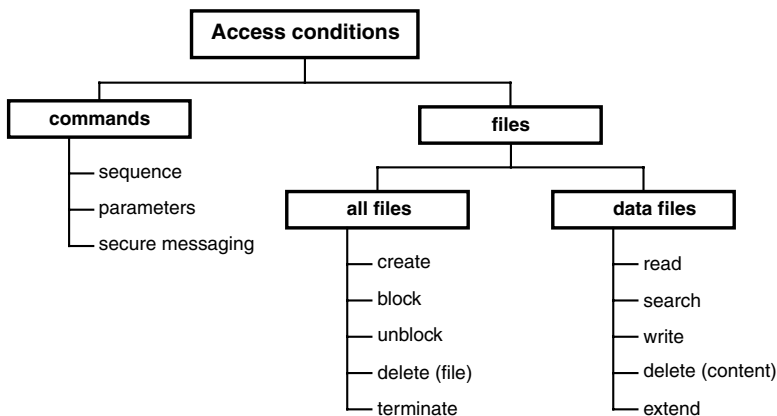 Access conditions
commands
files
sequence
parameters
secure messaging
all files
data files
create
block
unblock
delete (file)
terminate
read
search
write
delete (content)
extend